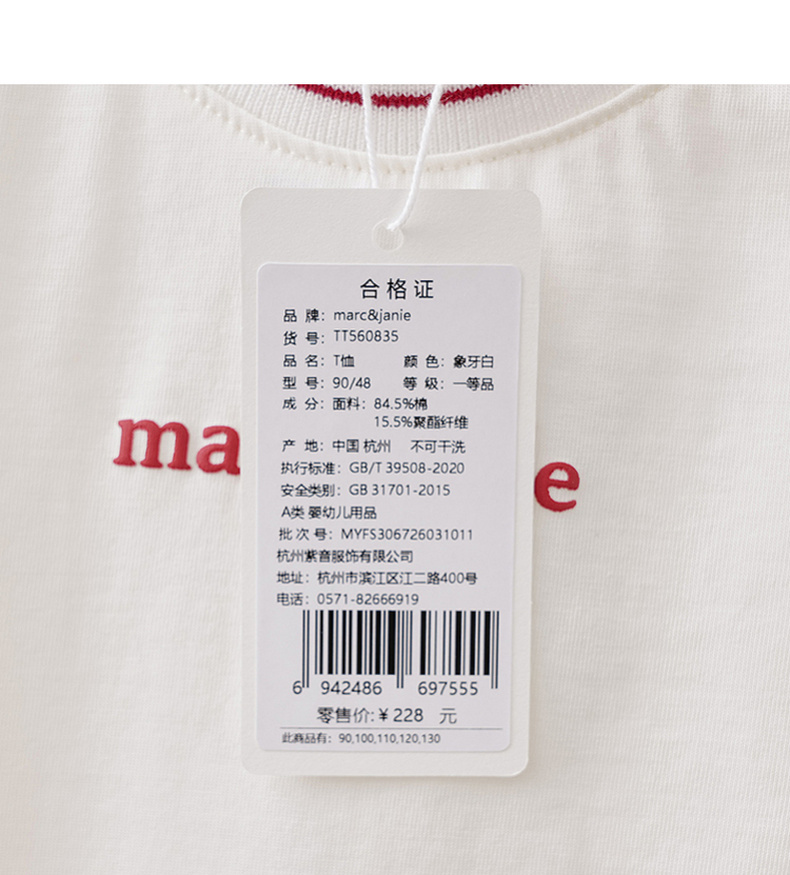 合格证
品 牌: marc&janie
货 号: TT560835
品 名: T恤 颜 色: 象牙白
型 号: 90/48 等 级: 一等品
成 分: 面料: 84.5%棉
15.5%聚酯纤维
产 地: 中国 杭州 不可干洗
执行标准: GB/T 39508-2020
安全类别: GB 31701-2015
A类 婴幼儿用品
批 次 号: MYFS306726031011
杭州紫音服饰有限公司
地址: 杭州市滨江区江二路400号
电话: 0571-82666919
6 942486 697555
零售价:￥228 元
此商品有: 90,100,110,120,130
ma
e